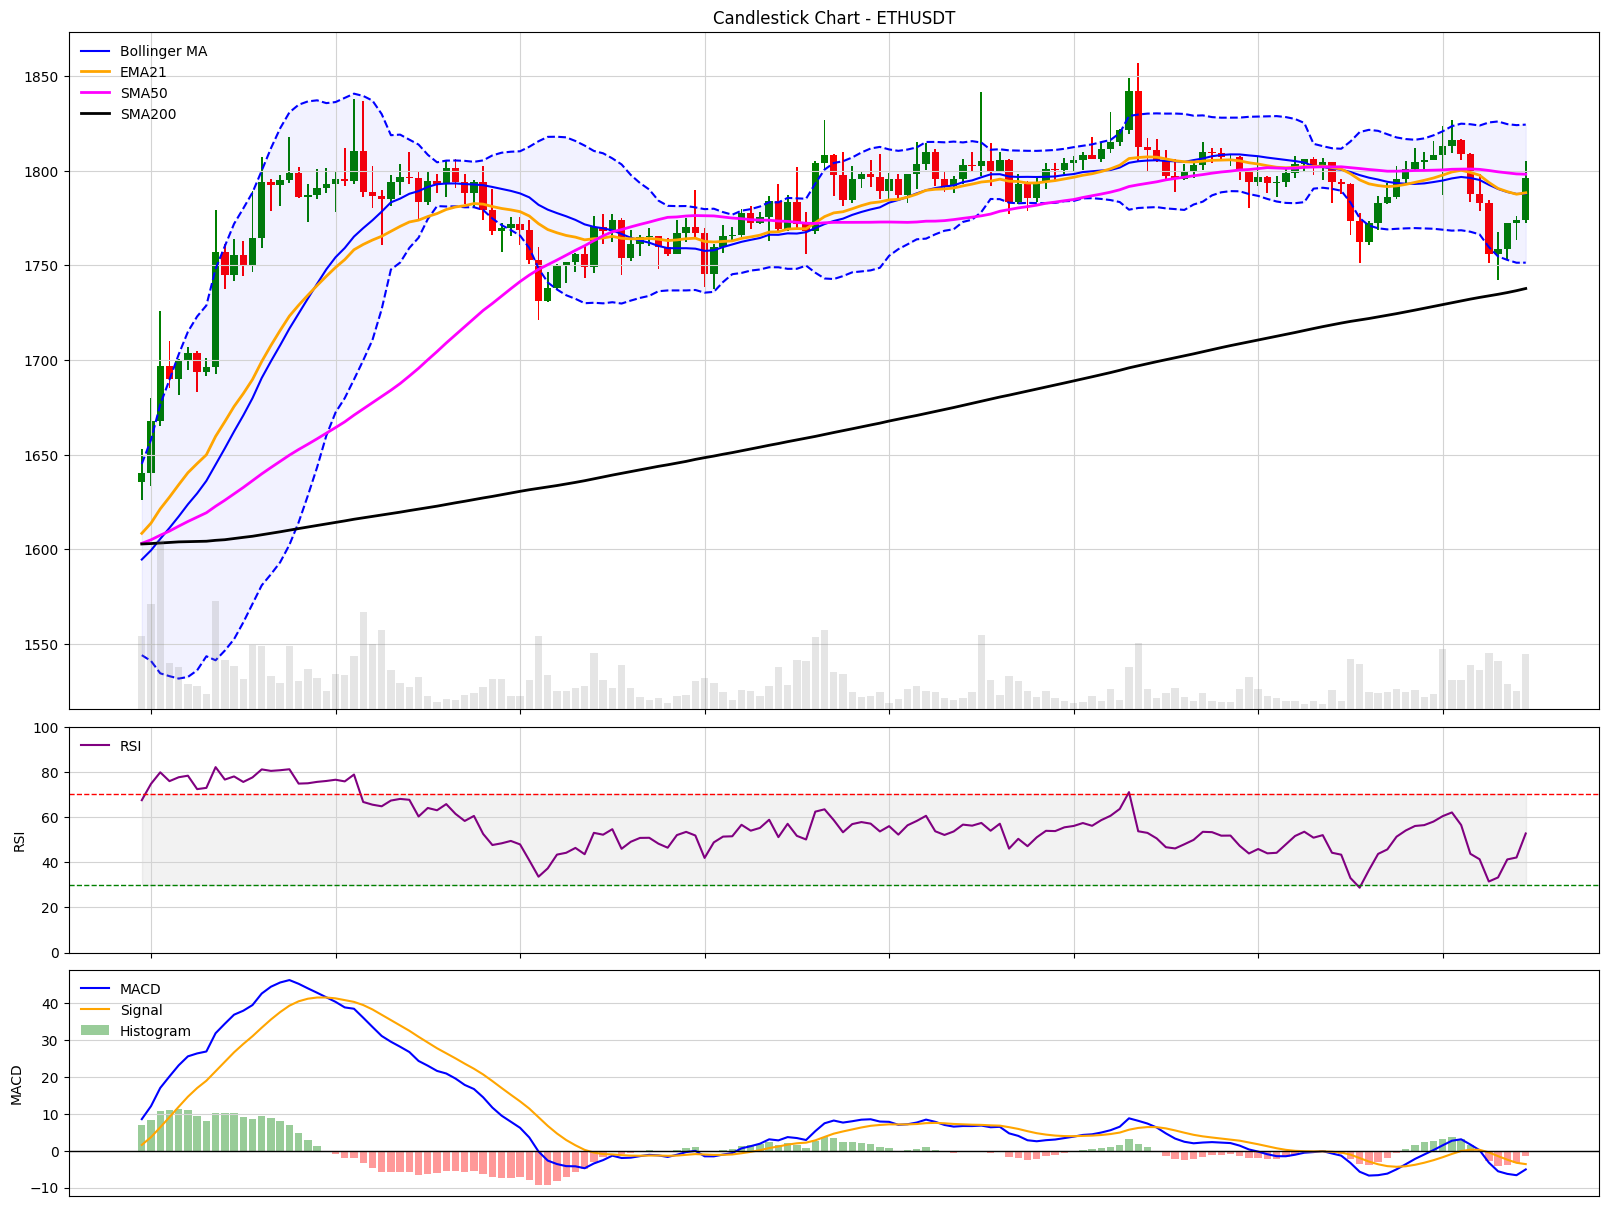 Candlestick Chart - ETHUSDT
Bollinger MA
EMA21
SMA50
SMA200
1850
1800
1750
1700
1650
1600
1550
RSI
100
80
60
40
20
0
RSI
MACD
Signal
Histogram
40
30
20
10
0
−10
MACD